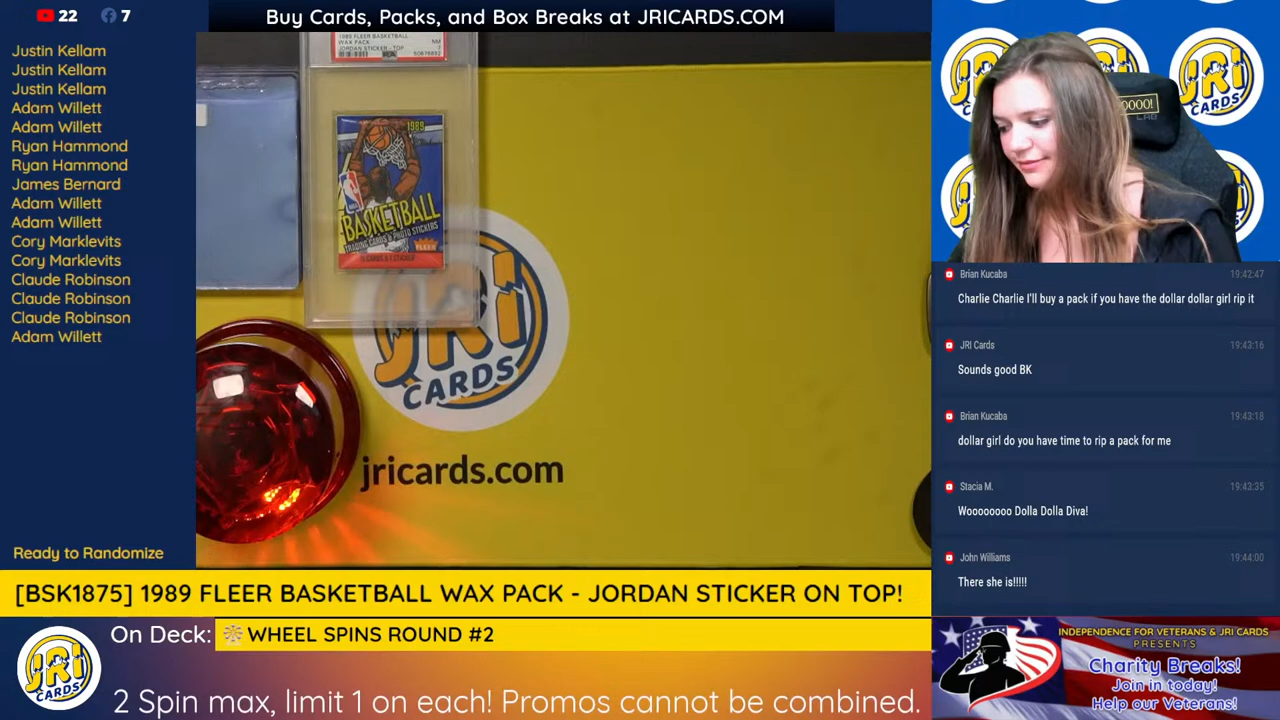 22
7
Buy Cards, Packs, and Box Breaks at JRICARDS.COM
Justin Kellam
Justin Kellam
Justin Kellam
Adam Willett
Adam Willett
Ryan Hammond
Ryan Hammond
James Bernard
Adam Willett
Adam Willett
Cory Marklevits
Cory Marklevits
Claude Robinson
Claude Robinson
Claude Robinson
Adam Willett
Ready to Randomize
1989 FLEER BASKETBALL
WAX PACK
NM
JORDAN STICKER - TOP
7
1989
NBA
BASKETBALL
TRADING CARDS & PHOTO STICKERS
FLEER
JRI
CARDS
jricards.com
JRI
CARDS
JRI
CARDS
Brian Kucaba
19:42:47
Charlie Charlie I'll buy a pack if you have the dollar dollar girl rip it
JRI Cards
19:43:16
Sounds good BK
Brian Kucaba
19:43:18
dollar girl do you have time to rip a pack for me
Stacia M.
19:43:35
Woooooooo Dolla Dolla Diva!
John Williams
19:44:00
There she is!!!!!
[BSK1875] 1989 FLEER BASKETBALL WAX PACK - JORDAN STICKER ON TOP!
On Deck:
WHEEL SPINS ROUND #2
JRI
CARDS
2 Spin max, limit 1 on each! Promos cannot be combined.
INDEPENDENCE FOR VETERANS & JRI CARDS
PRESENTS
Charity Breaks!
Join in today!
Help our Veterans!